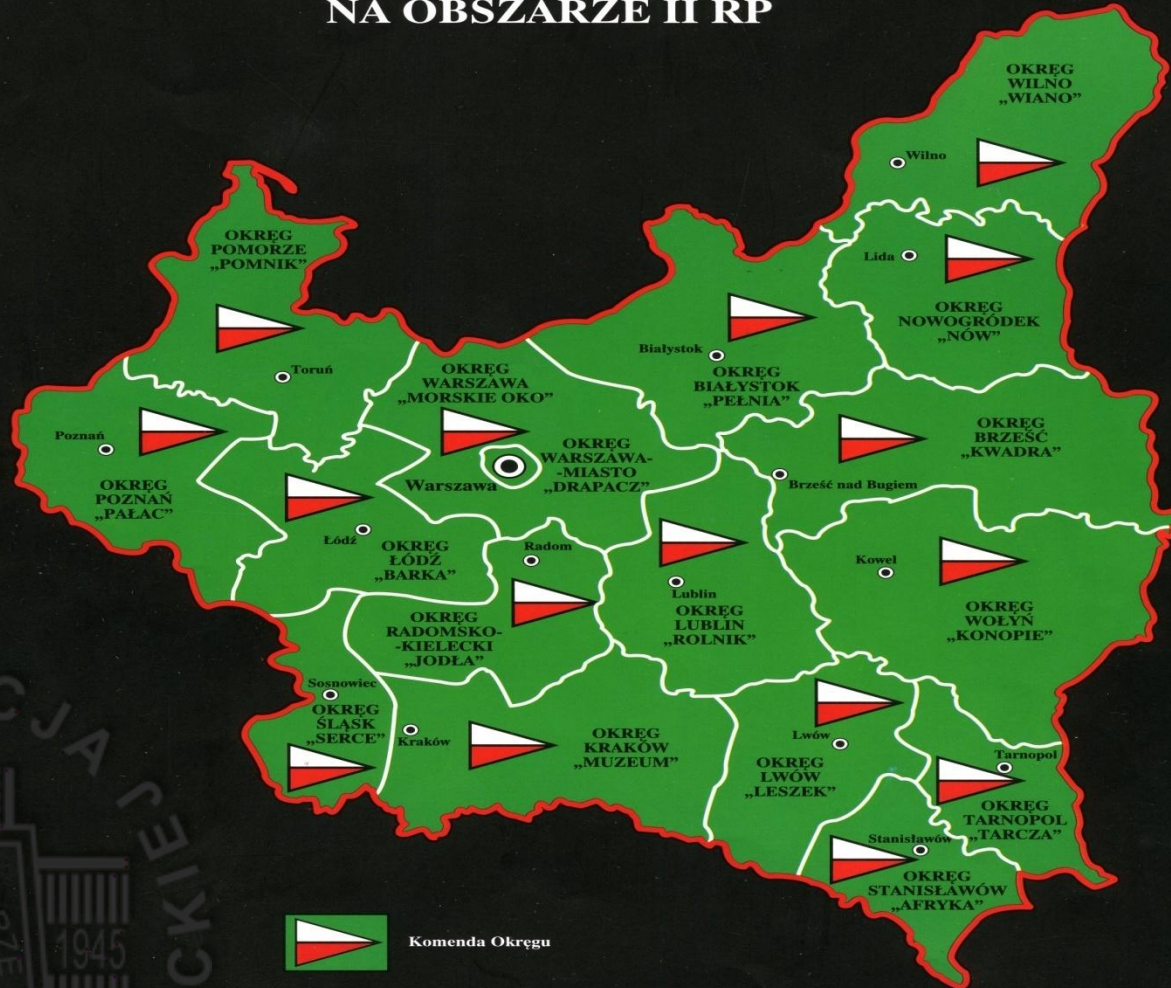 NA OBSZARZE II RP
OKRĘG
WILNO
„WIANO”
Wilno
OKRĘG
POMORZE
„POMNIK”
Toruń
Lida
OKRĘG
NOWOGRÓDEK
„NÓW”
Białystok
OKRĘG
BIAŁYSTOK
„PEŁNIA”
OKRĘG
WARSZAWA
„MORSKIE OKO”
OKRĘG
WARSZAWA-
-MIASTO
„DRAPACZ”
Warszawa
Poznań
OKRĘG
POZNAŃ
„PAŁAC”
OKRĘG
BRZEŚĆ
„KWADRA”
Brześć nad Bugiem
Łódź
OKRĘG
ŁÓDŹ
„BARKA”
Radom
OKRĘG
RADOMSKO-
-KIELECKI
„JODŁA”
Lublin
OKRĘG
LUBLIN
„ROLNIK”
Kowel
OKRĘG
WOŁYŃ
„KONOPIE”
Sosnowiec
OKRĘG
ŚLĄSK
„SERCE”
Kraków
OKRĘG
KRAKÓW
„MUZEUM”
Lwów
OKRĘG
LWÓW
„LESZEK”
Tarnopol
OKRĘG
TARNOPOL
„TARCZA”
Stanisławów
OKRĘG
STANISŁAWÓW
„AFRYKA”
Komenda Okręgu
CJA
CKIEJ
1945